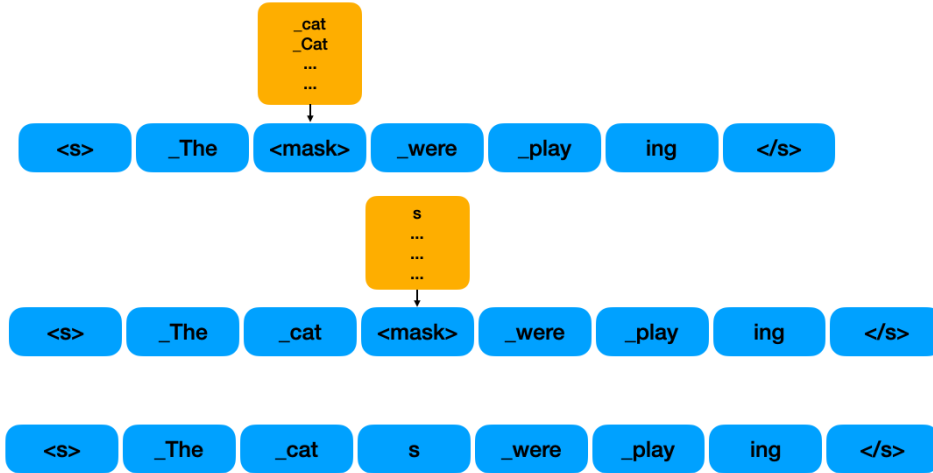 _cat
_Cat
...
...
<s> _The <mask> _were _play ing </s>
s
...
...
...
<s> _The _cat <mask> _were _play ing </s>
<s> _The _cat s _were _play ing </s>